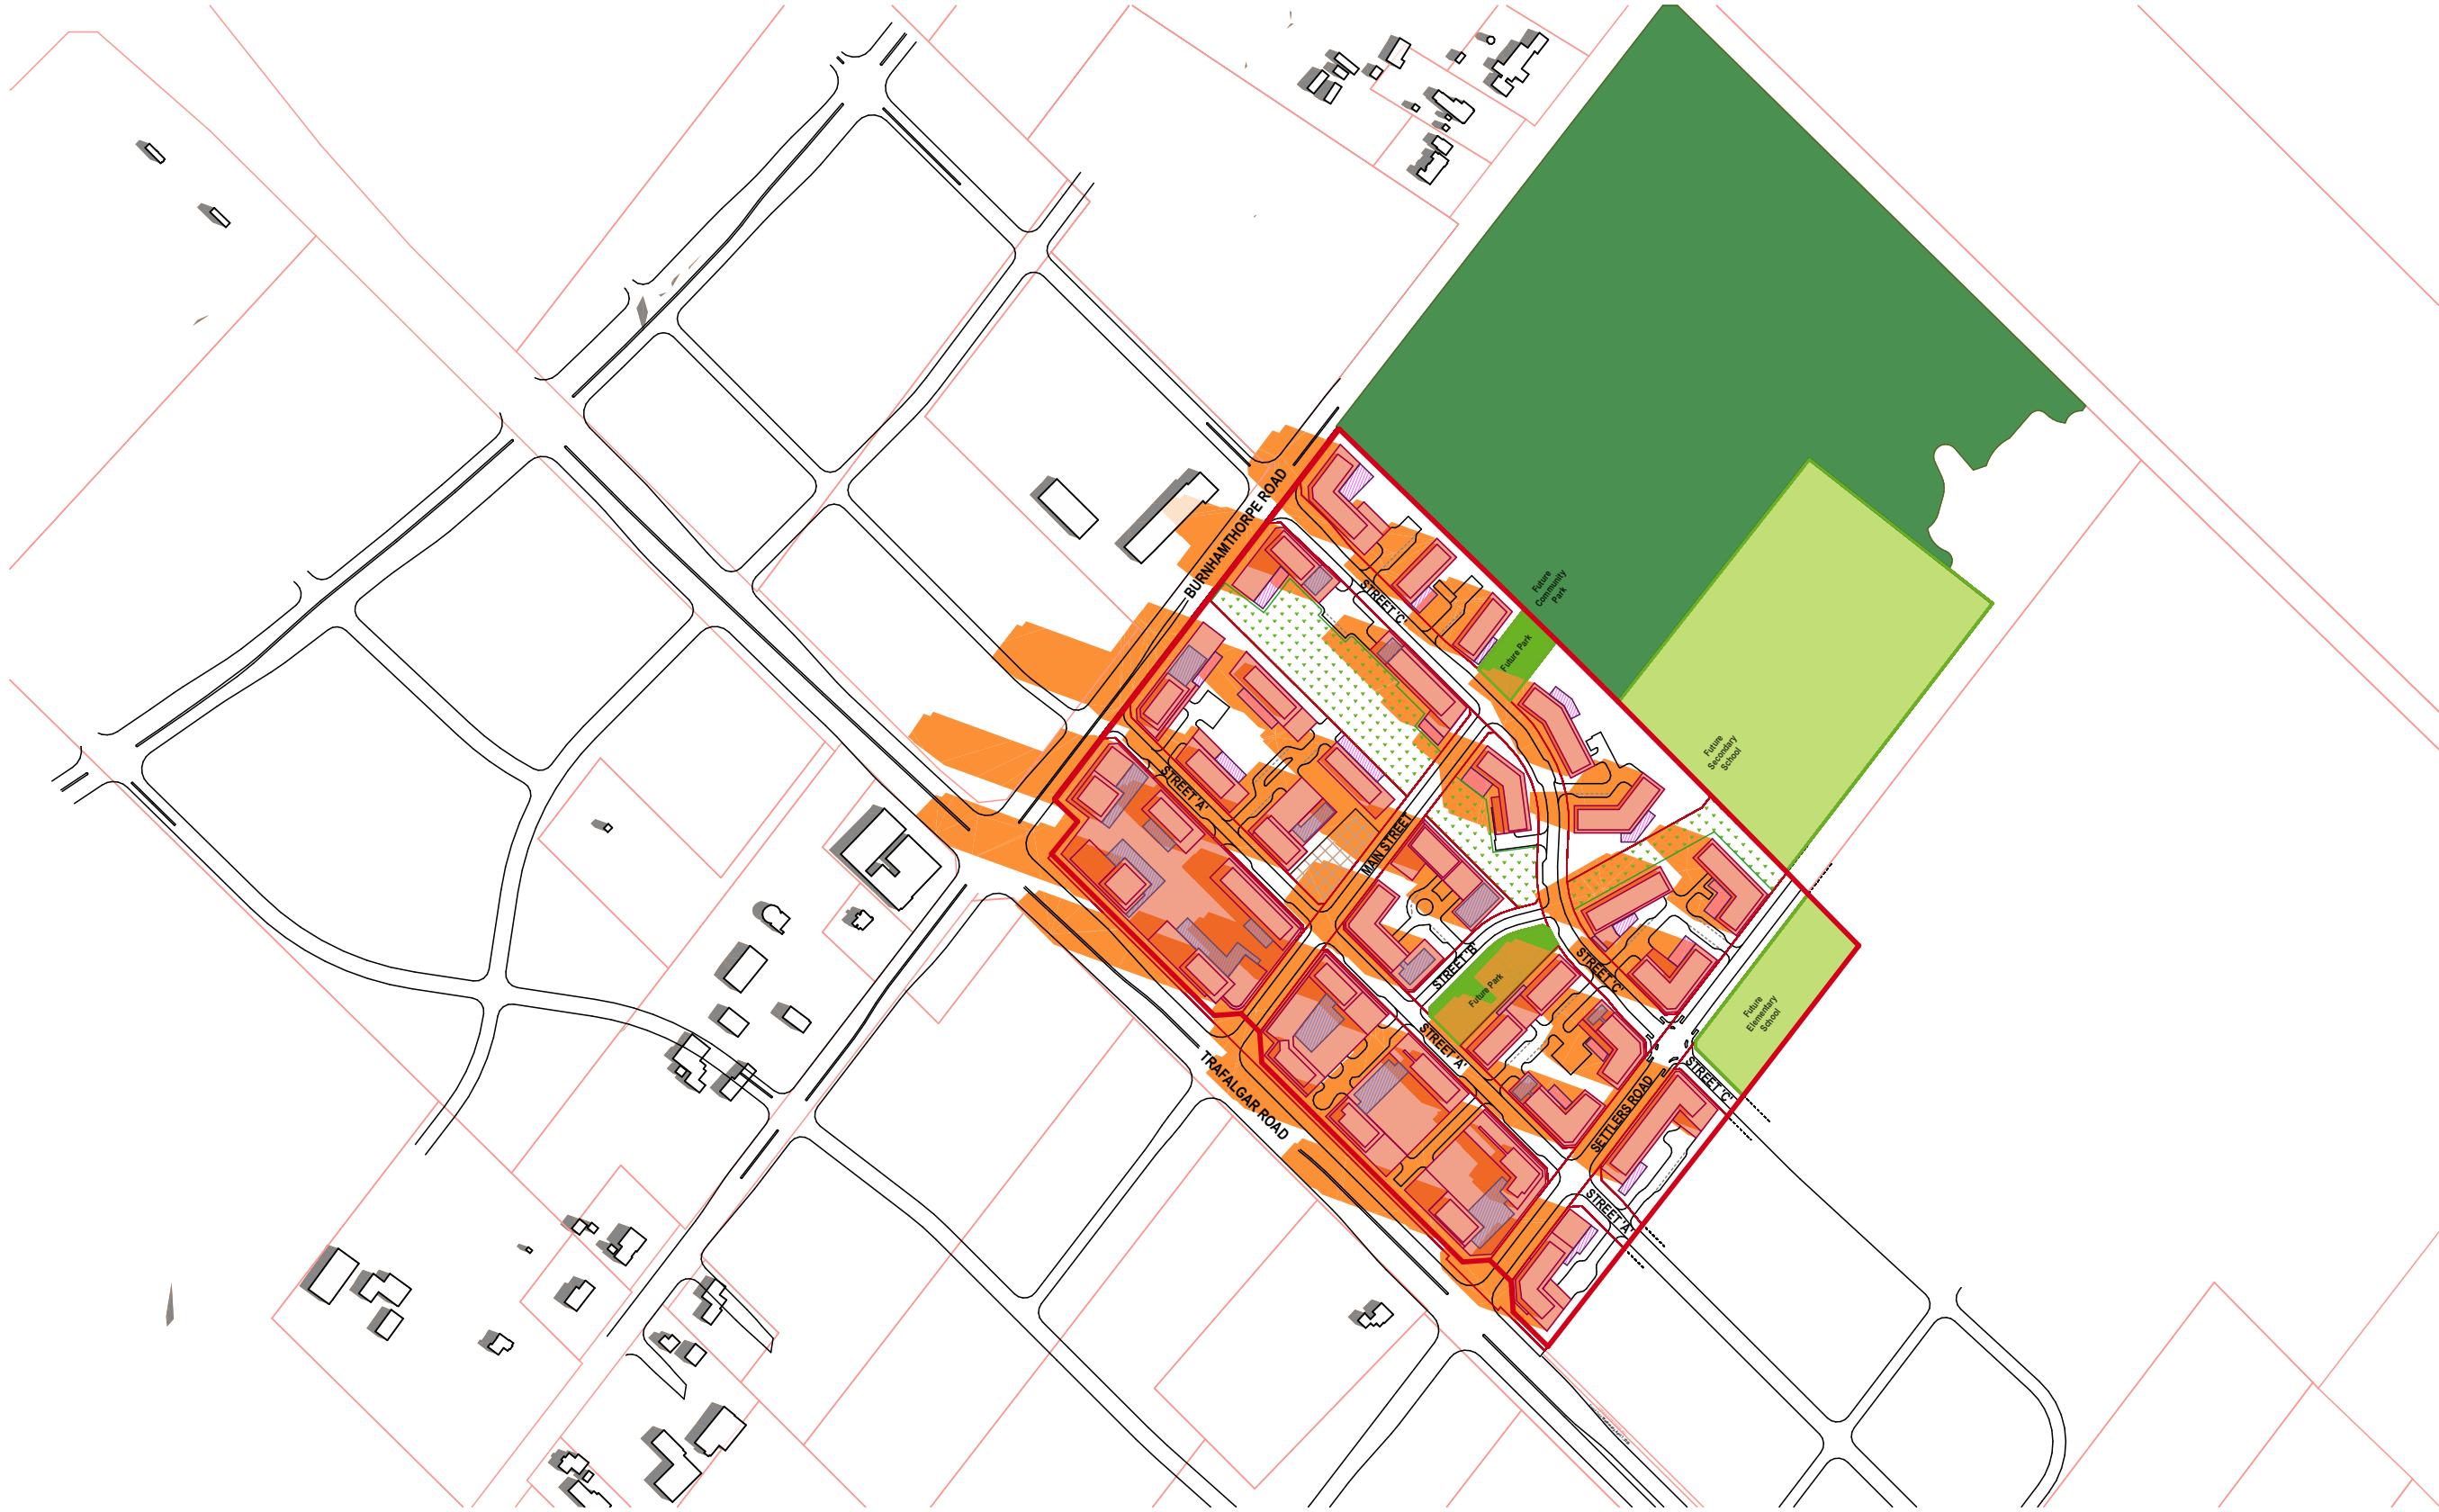 BURNHAMTHORPE ROAD
STREET 'C'
Future
Community
Park
Future Park
Future
Secondary
School
STREET 'A'
MAIN STREET
STREET 'B'
Future Park
STREET 'C'
Future
Elementary
School
STREET 'A'
TRAFALGAR ROAD
SETTLERS ROAD
STREET 'C'
STREET 'A'